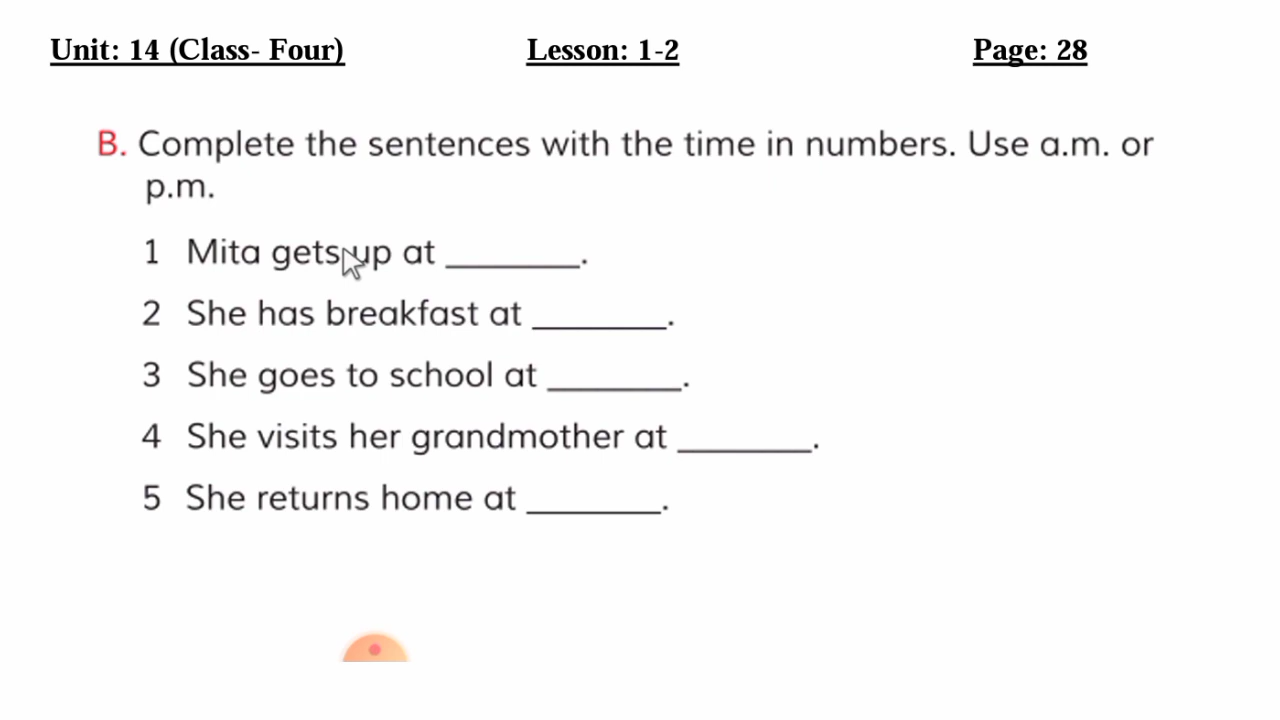 Unit: 14 (Class- Four) Lesson: 1-2 Page: 28
B. Complete the sentences with the time in numbers. Use a.m. or
p.m.
1 Mita gets up at ________.
2 She has breakfast at ________.
3 She goes to school at ________.
4 She visits her grandmother at ________.
5 She returns home at ________.